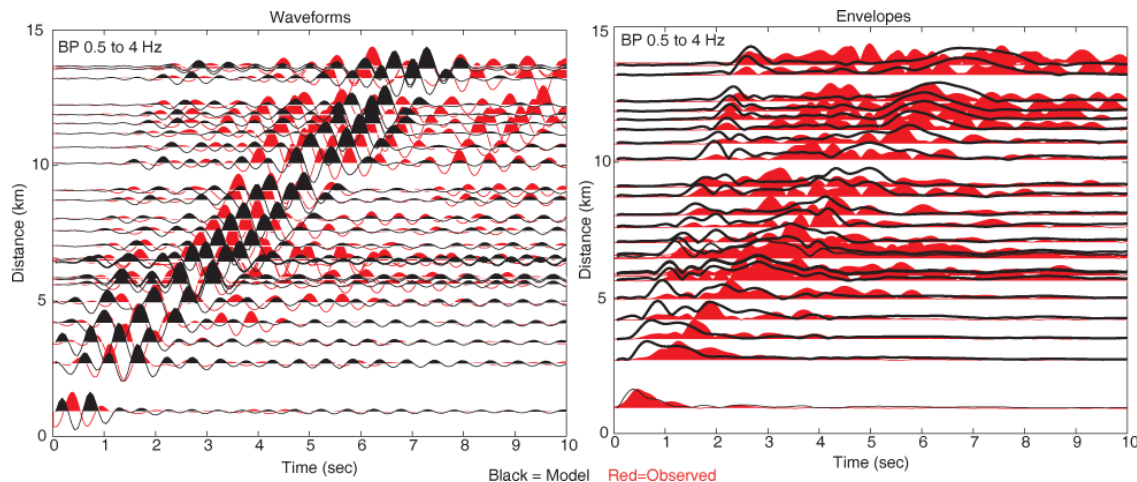 Waveforms
Envelopes
BP 0.5 to 4 Hz
BP 0.5 to 4 Hz
15
10
5
0
Distance (km)
0 1 2 3 4 5 6 7 8 9 10
Time (sec)
15
10
5
0
Distance (km)
0 1 2 3 4 5 6 7 8 9 10
Time (sec)
Black = Model Red=Observed